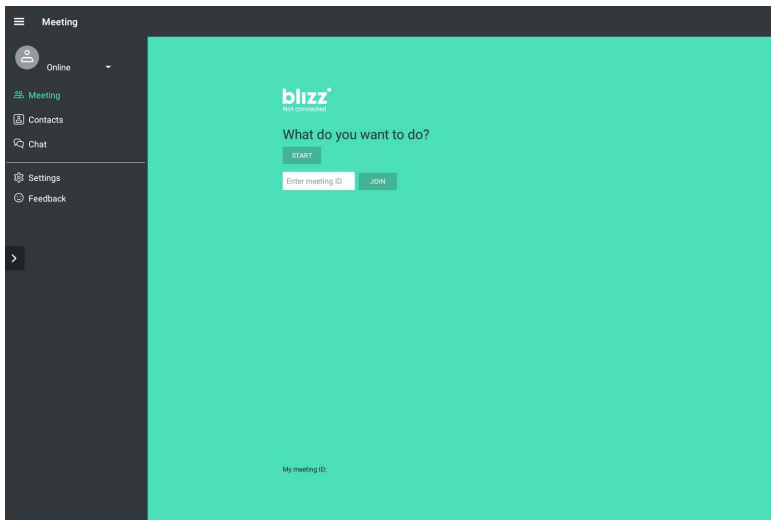 Meeting
Online
Meeting
Contacts
Chat
Settings
Feedback
blizz
Not connected
What do you want to do?
START
Enter meeting ID
JOIN
My meeting ID: